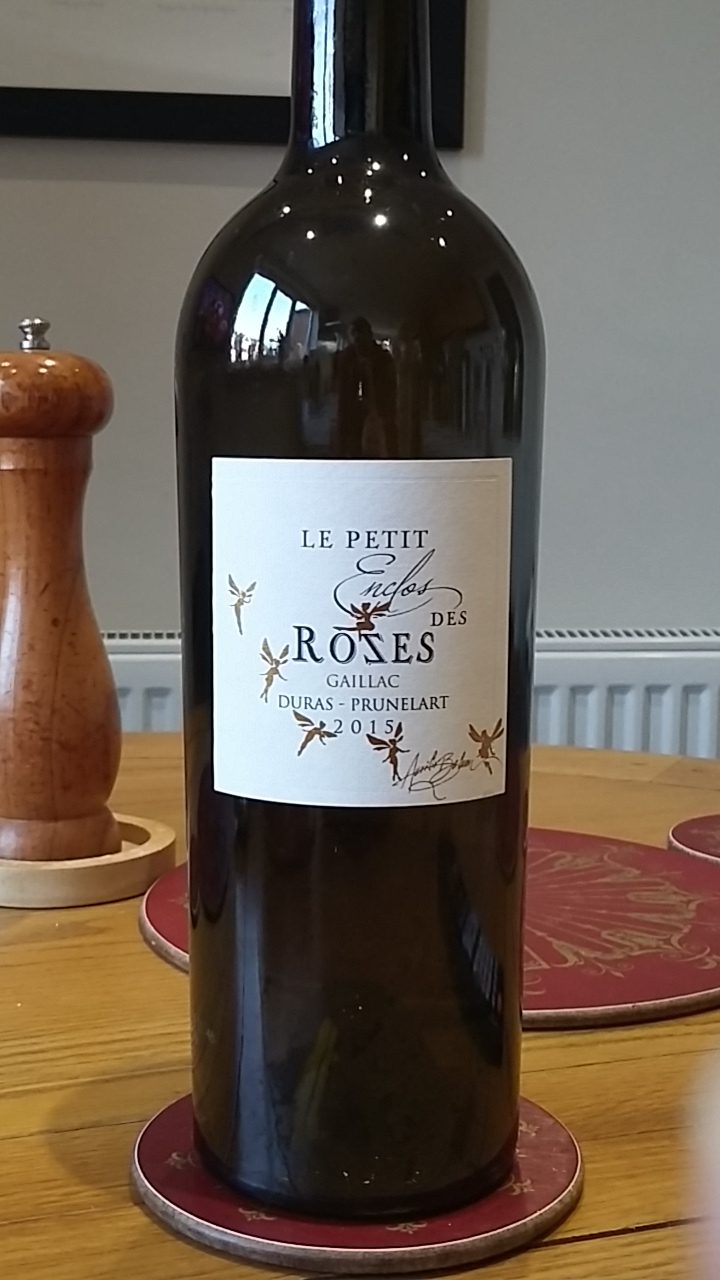 LE PETIT
Enclos
DES
ROZES
GAILLAC
DURAS - PRUNELART
2015